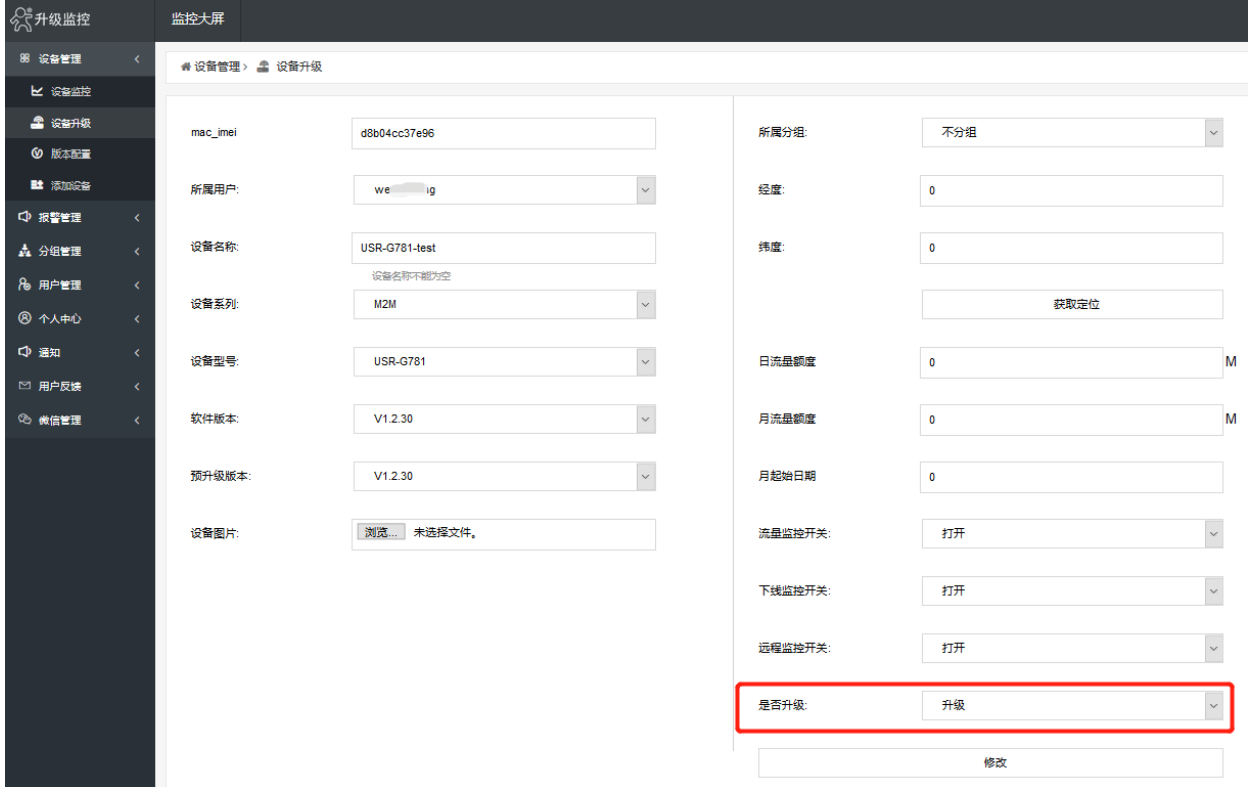 升级监控
监控大屏
设备管理
设备监控
设备升级
版本配置
添加设备
报警管理
分组管理
用户管理
个人中心
通知
用户反馈
微信管理
设备管理 > 设备升级
mac_imei d8b04cc37e96
所属用户:
设备名称: USR-G781-test
设备名称不能为空
设备系列: M2M
设备型号: USR-G781
软件版本: V1.2.30
预升级版本: V1.2.30
设备图片: 浏览... 未选择文件。
所属分组: 不分组
经度: 0
纬度: 0
获取定位
日流量额度 0 M
月流量额度 0 M
月起始日期 0
流量监控开关: 打开
下线监控开关: 打开
远程监控开关: 打开
是否升级: 升级
修改